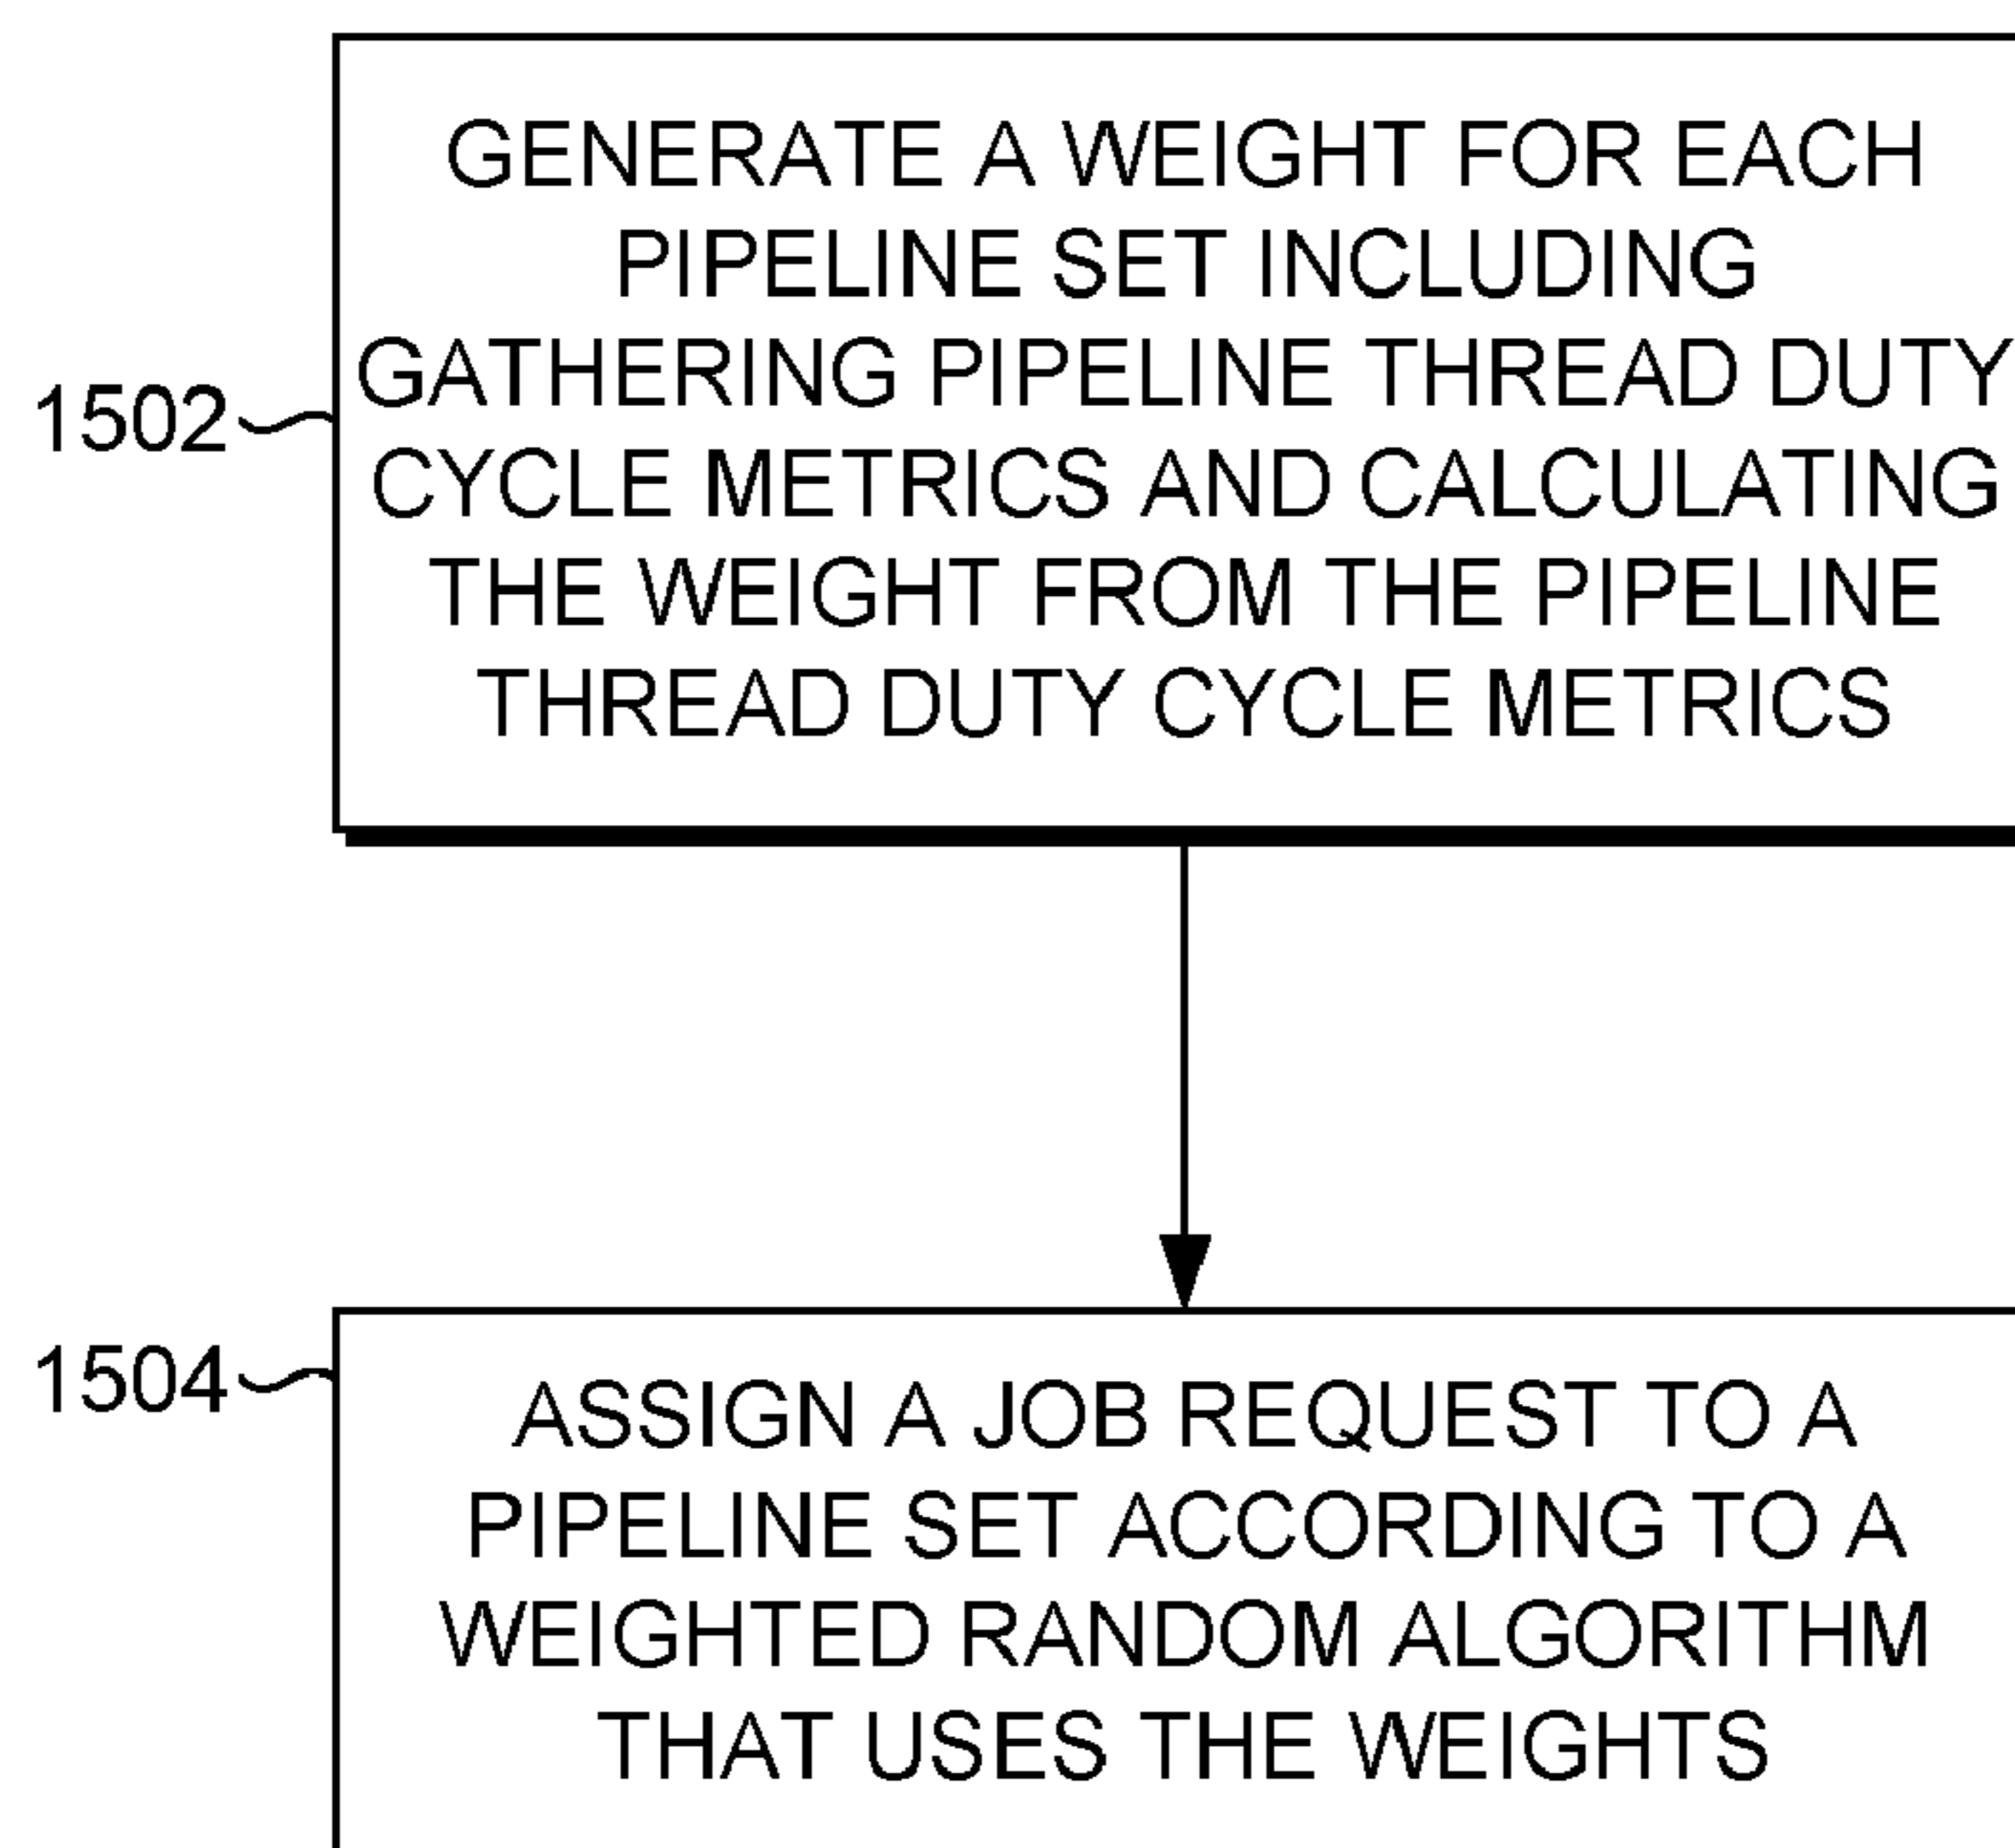 GENERATE A WEIGHT FOR EACH
PIPELINE SET INCLUDING
GATHERING PIPELINE THREAD DUTY
1502
CYCLE METRICS AND CALCULATING
THE WEIGHT FROM THE PIPELINE
THREAD DUTY CYCLE METRICS
1504
ASSIGN A JOB REQUEST TO A
PIPELINE SET ACCORDING TO A
WEIGHTED RANDOM ALGORITHM
THAT USES THE WEIGHTS